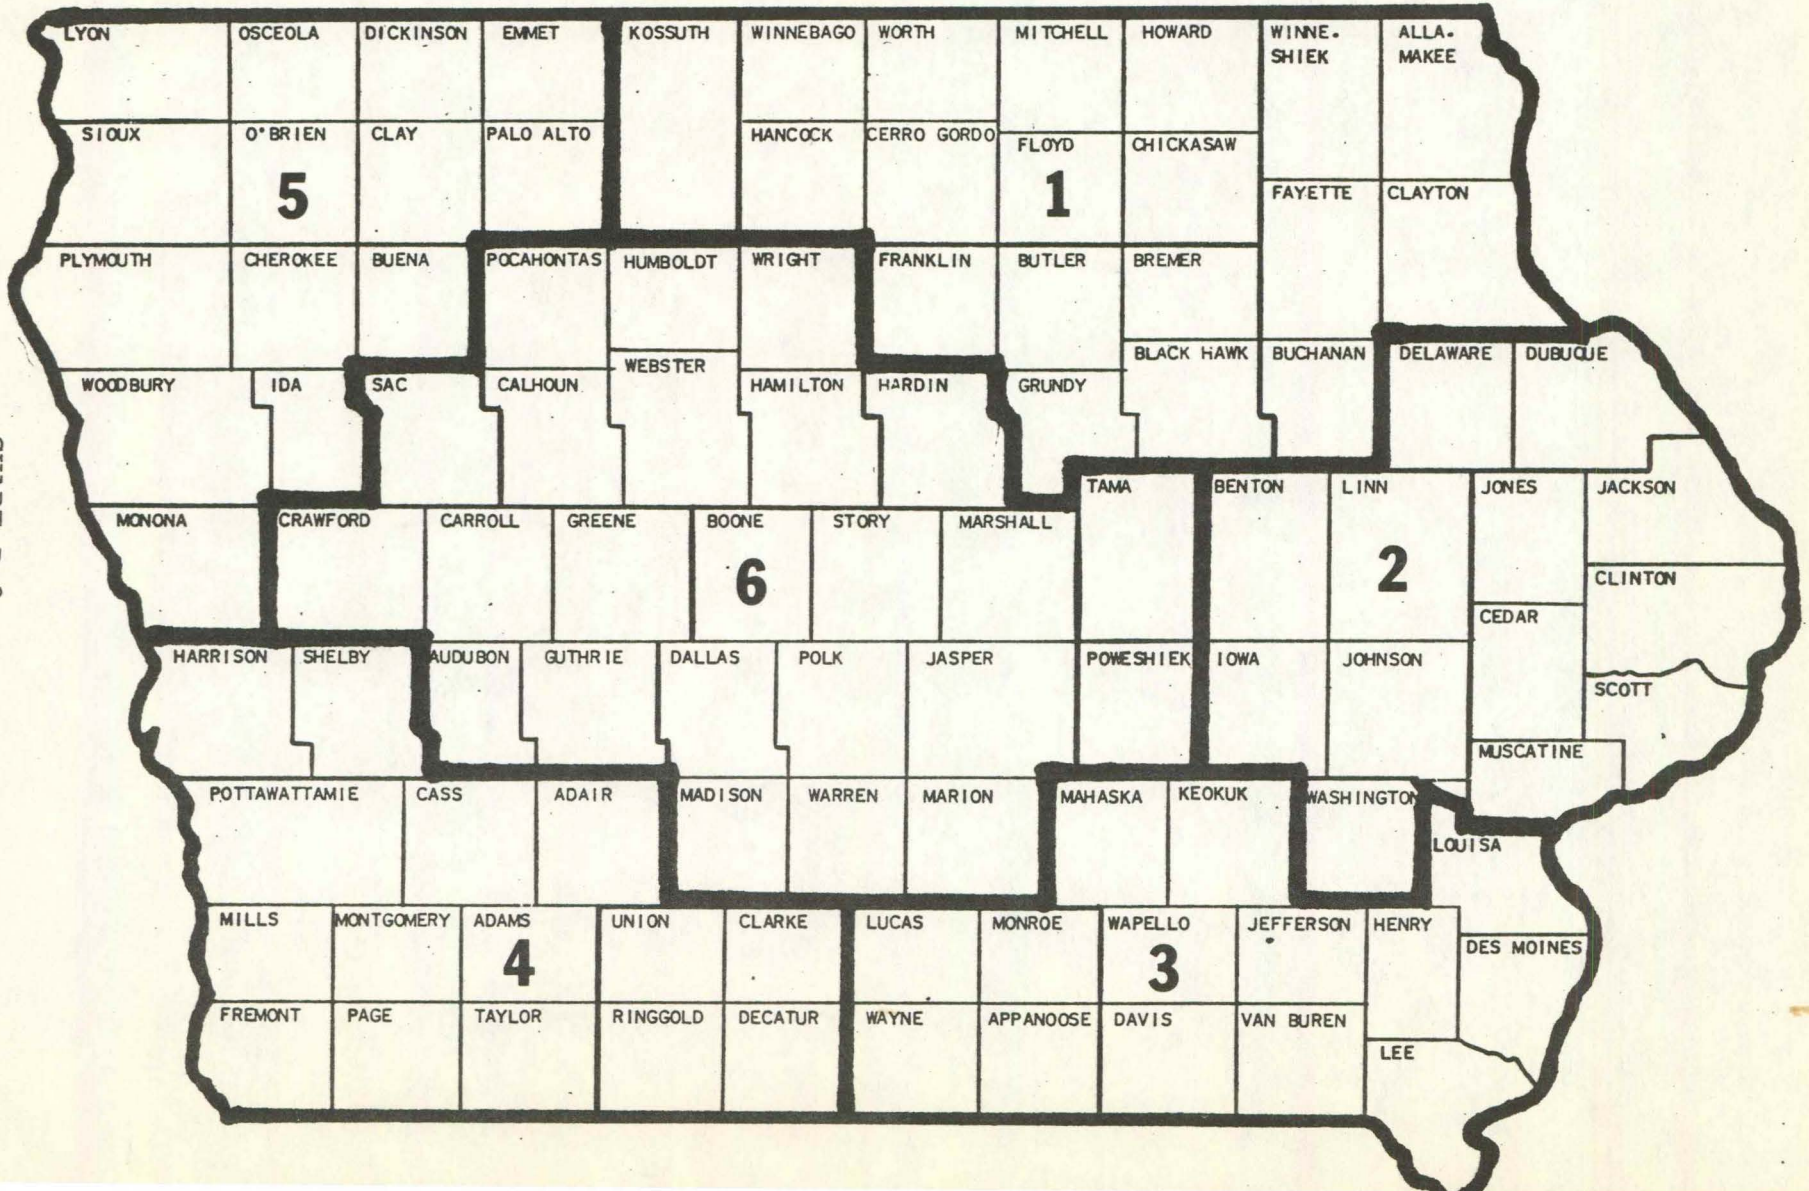 LYON OSCEOLA DICKINSON EMMET KOSSUTH WINNEBAGO WORTH MITCHELL HOWARD WINNE- ALLA-
SHIEK MAKEE
SIOUX O'BRIEN CLAY PALO ALTO HANCOCK CERRO GORDO FLOYD CHICKASAW
5 1
FAYETTE CLAYTON
PLYMOUTH CHEROKEE BUENA POCAHONTAS HUMBOLDT WRIGHT FRANKLIN BUTLER BREMER
BLACK HAWK BUCHANAN DELAWARE DUBUQUE
WOODBURY IDA SAC CALHOUN WEBSTER HAMILTON HARDIN GRUNDY
TAMA BENTON LINN JONES JACKSON
MONONA CRAWFORD CARROLL GREENE BOONE STORY MARSHALL
6 2
CLINTON
CEDAR
HARRISON SHELBY AUDUBON GUTHRIE DALLAS POLK JASPER POWESHIEK IOWA JOHNSON
SCOTT
MUSCATINE
POTTAWATTAMIE CASS ADAIR MADISON WARREN MARION MAHASKA KEOKUK WASHINGTON
LOUISA
MILLS MONTGOMERY ADAMS UNION CLARKE LUCAS MONROE WAPELLO JEFFERSON HENRY
DES MOINES
4 3
FREMONT PAGE TAYLOR RINGGOLD DECATUR WAYNE APPANOOSE DAVIS VAN BUREN
LEE